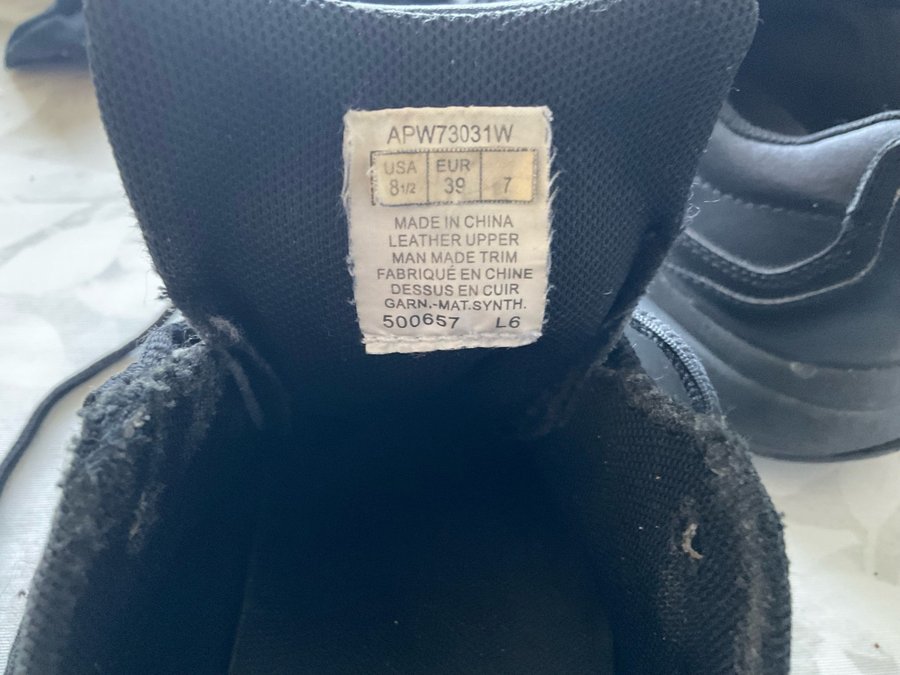 APW73031W
USA EUR
8 1/2 39 7
MADE IN CHINA
LEATHER UPPER
MAN MADE TRIM
FABRIQUÉ EN CHINE
DESSUS EN CUIR
GARN.-MAT.SYNTH.
500657 L6